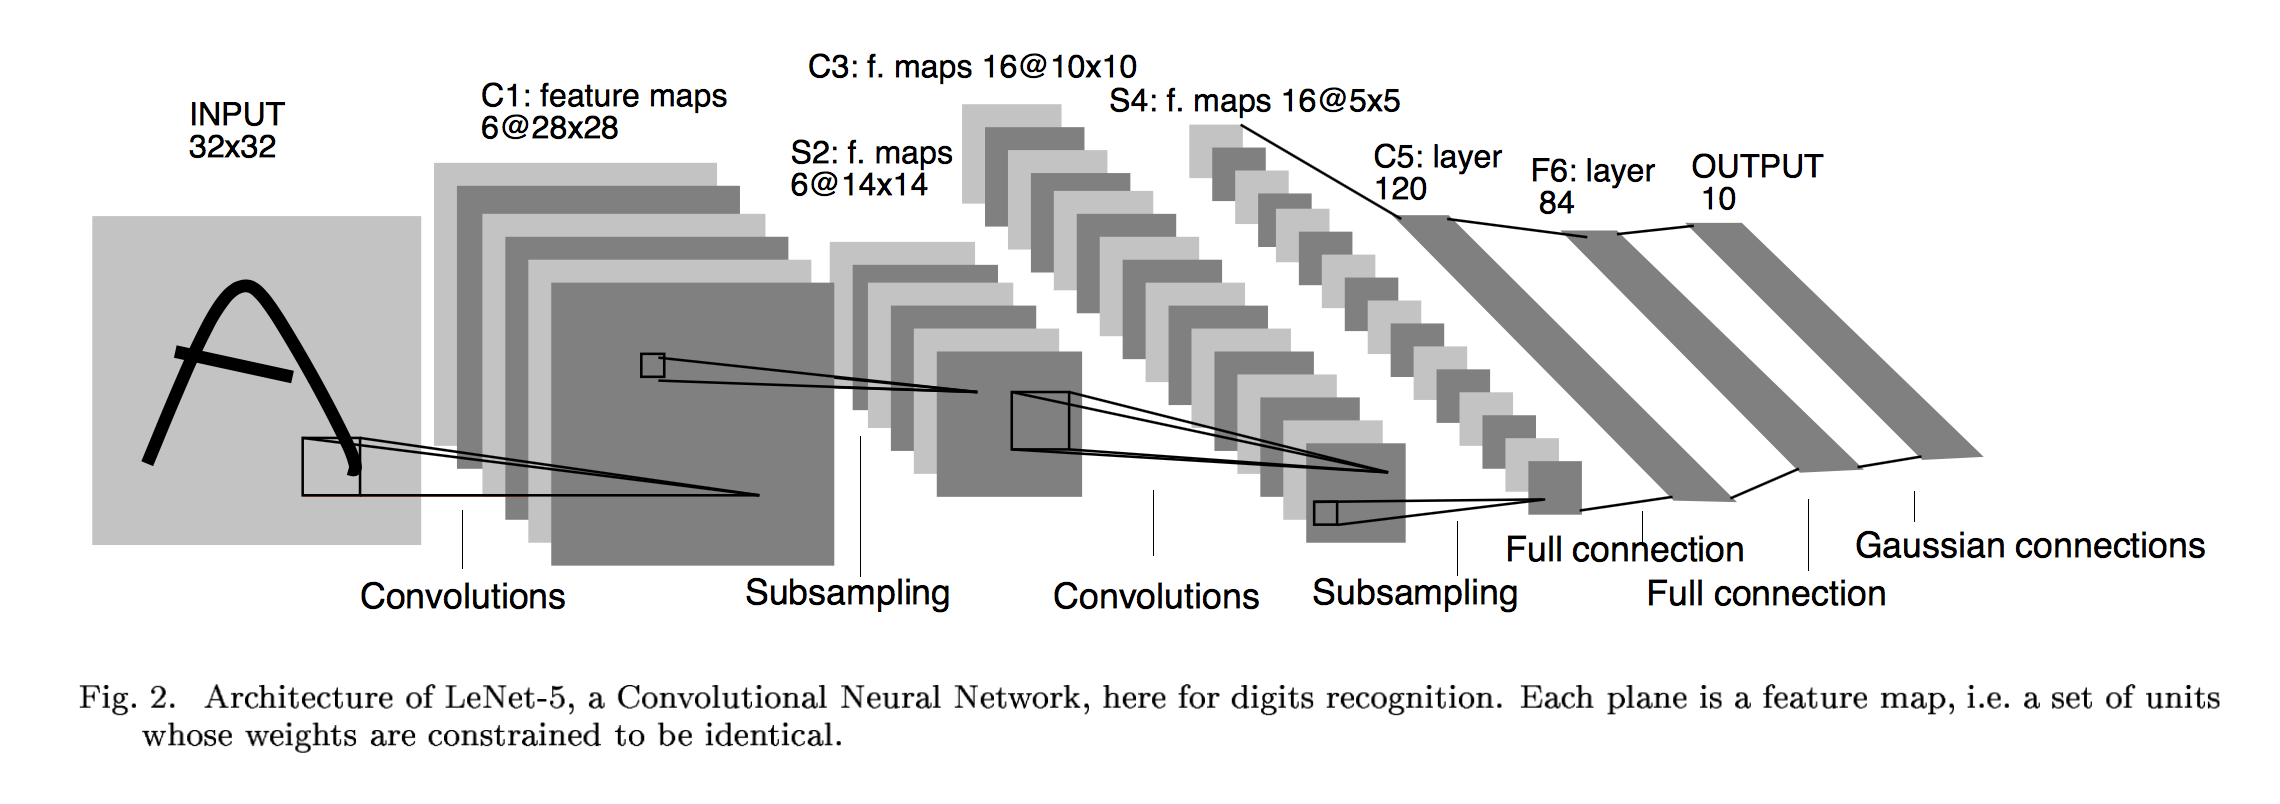 INPUT
32x32
C1: feature maps
6@28x28
S2: f. maps
6@14x14
C3: f. maps 16@10x10
S4: f. maps 16@5x5
C5: layer
120
F6: layer
84
OUTPUT
10
Convolutions
Subsampling
Convolutions
Subsampling
Full connection
Full connection
Gaussian connections
Fig. 2. Architecture of LeNet-5, a Convolutional Neural Network, here for digits recognition. Each plane is a feature map, i.e. a set of units
whose weights are constrained to be identical.